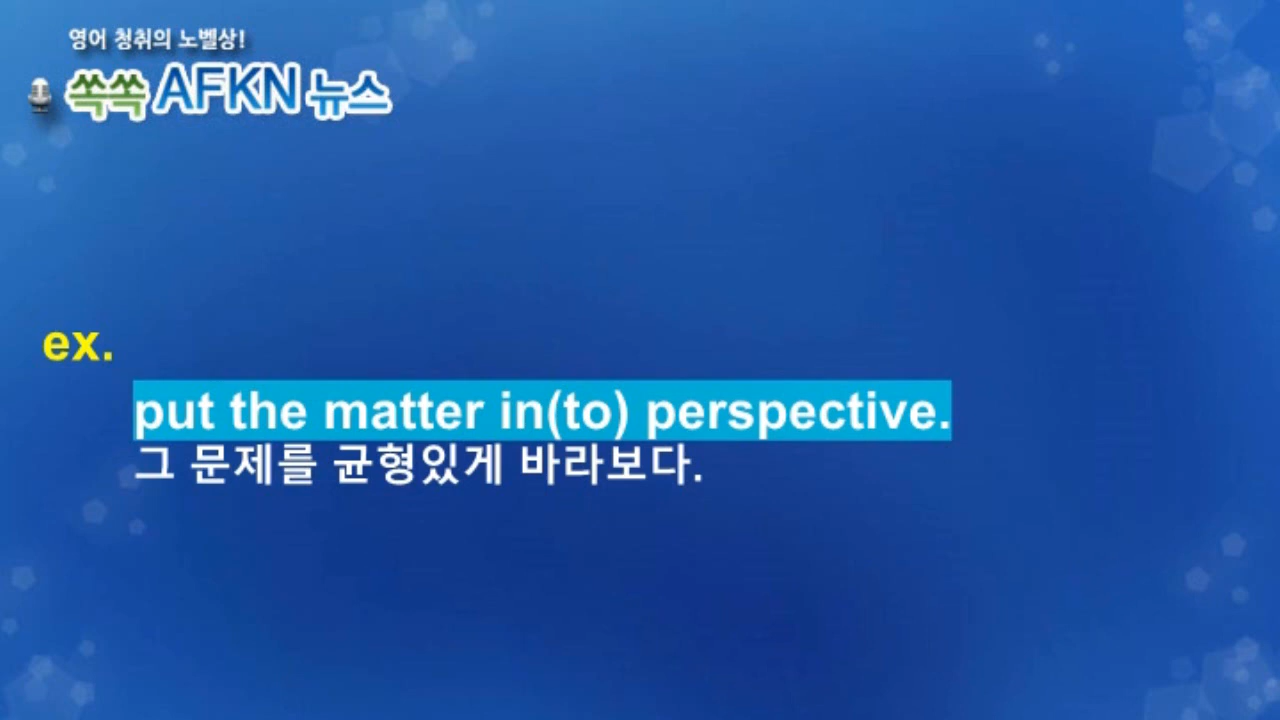 영어 청취의 노벨상!
쏙쏙 AFKN 뉴스
ex.
put the matter in(to) perspective.
그 문제를 균형있게 바라보다.